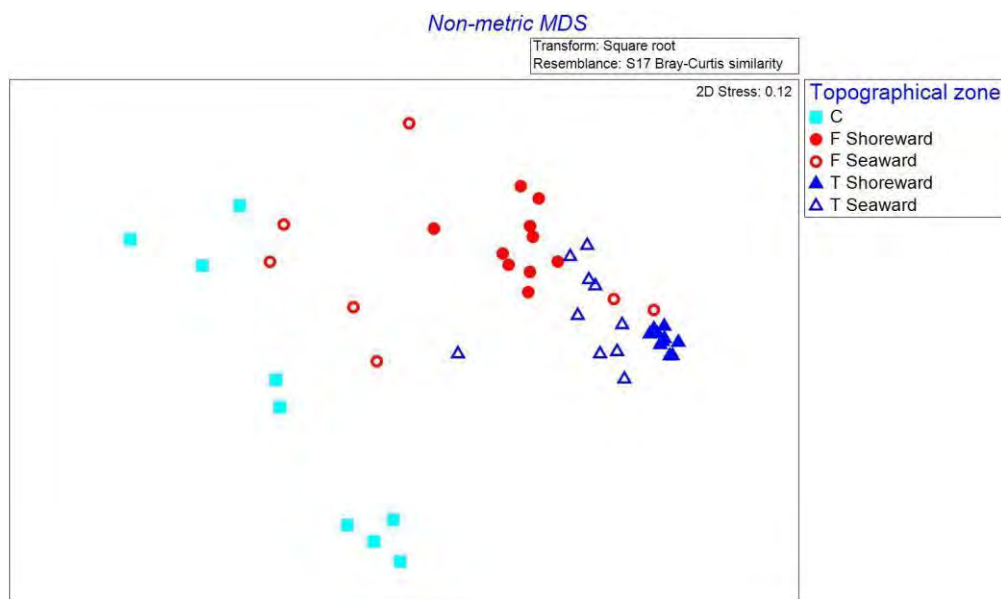 Non-metric MDS
Transform: Square root
Resemblance: S17 Bray-Curtis similarity
2D Stress: 0.12
Topographical zone
C
F Shoreward
F Seaward
T Shoreward
T Seaward